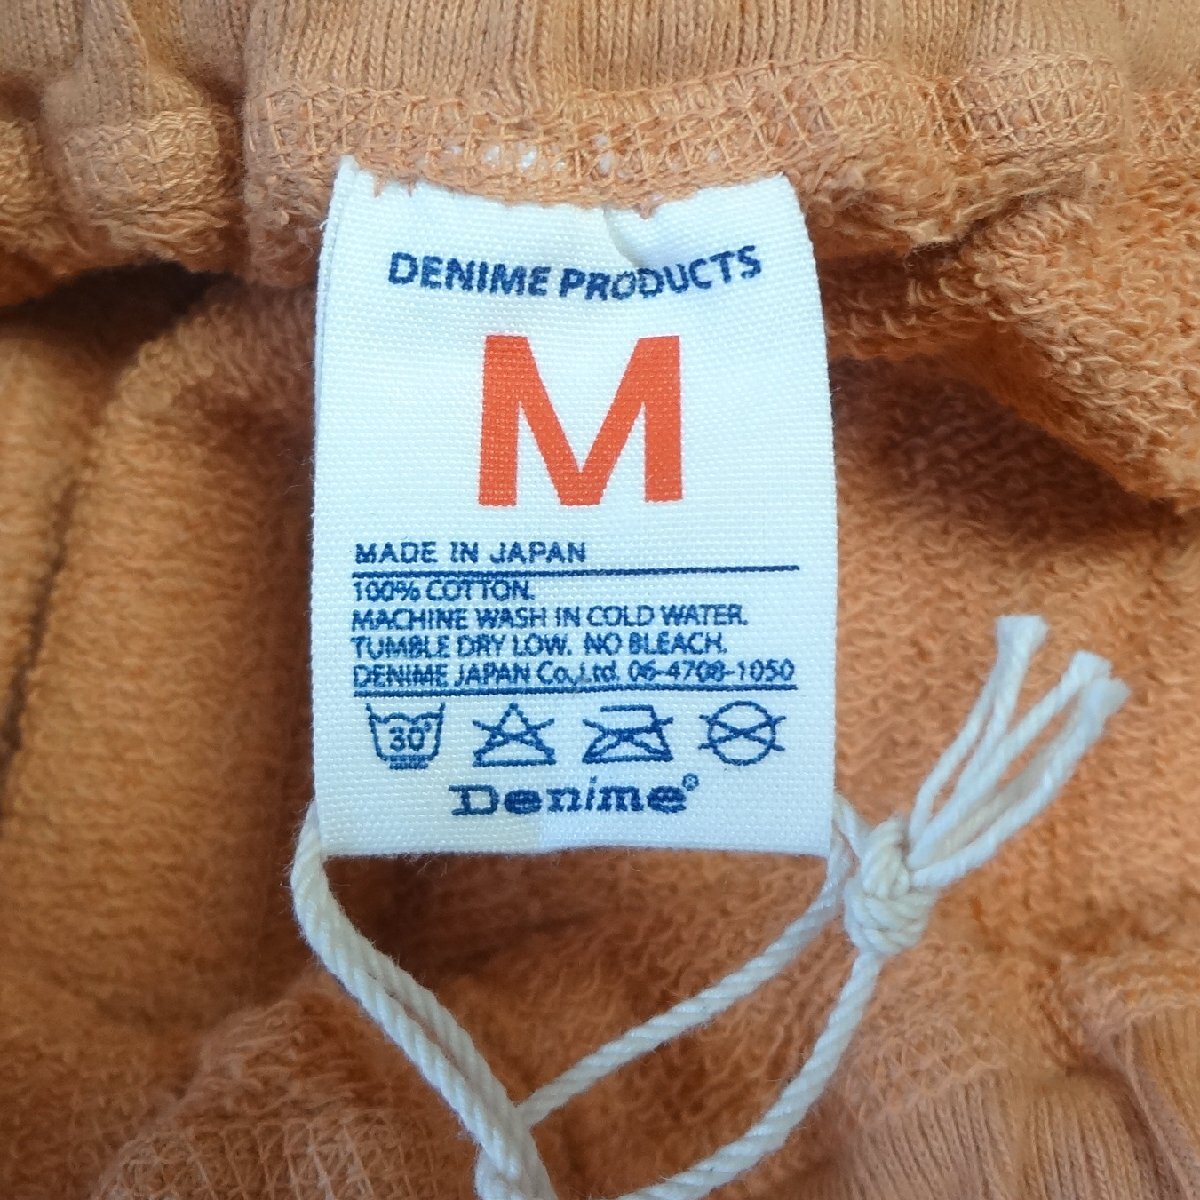 DENIME PRODUCTS
M
MADE IN JAPAN
100% COTTON.
MACHINE WASH IN COLD WATER.
TUMBLE DRY LOW. NO BLEACH.
DENIME JAPAN Co.,Ltd. 06-4708-1050
30°
Denime®